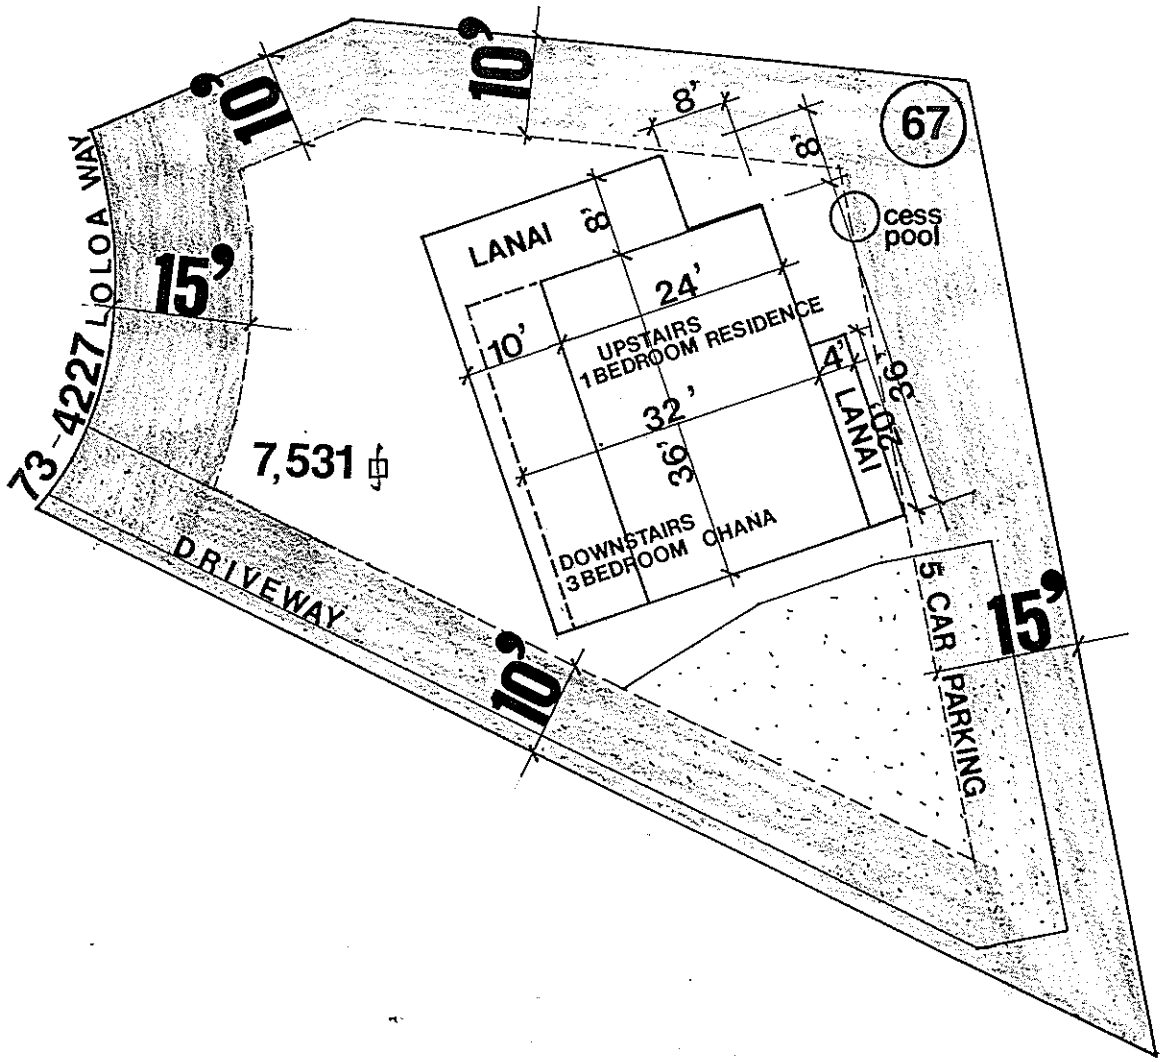 10'
10'
8'
8'
67
cess
pool
73-4227 LOLOA WAY
15'
LANAI
8'
24'
10'
UPSTAIRS
1 BEDROOM RESIDENCE
4'
36'
32'
LANAI
20'
36'
7,531
DOWNSTAIRS
3 BEDROOM OHANA
DRIVEWAY
5 CAR PARKING
15'
10'